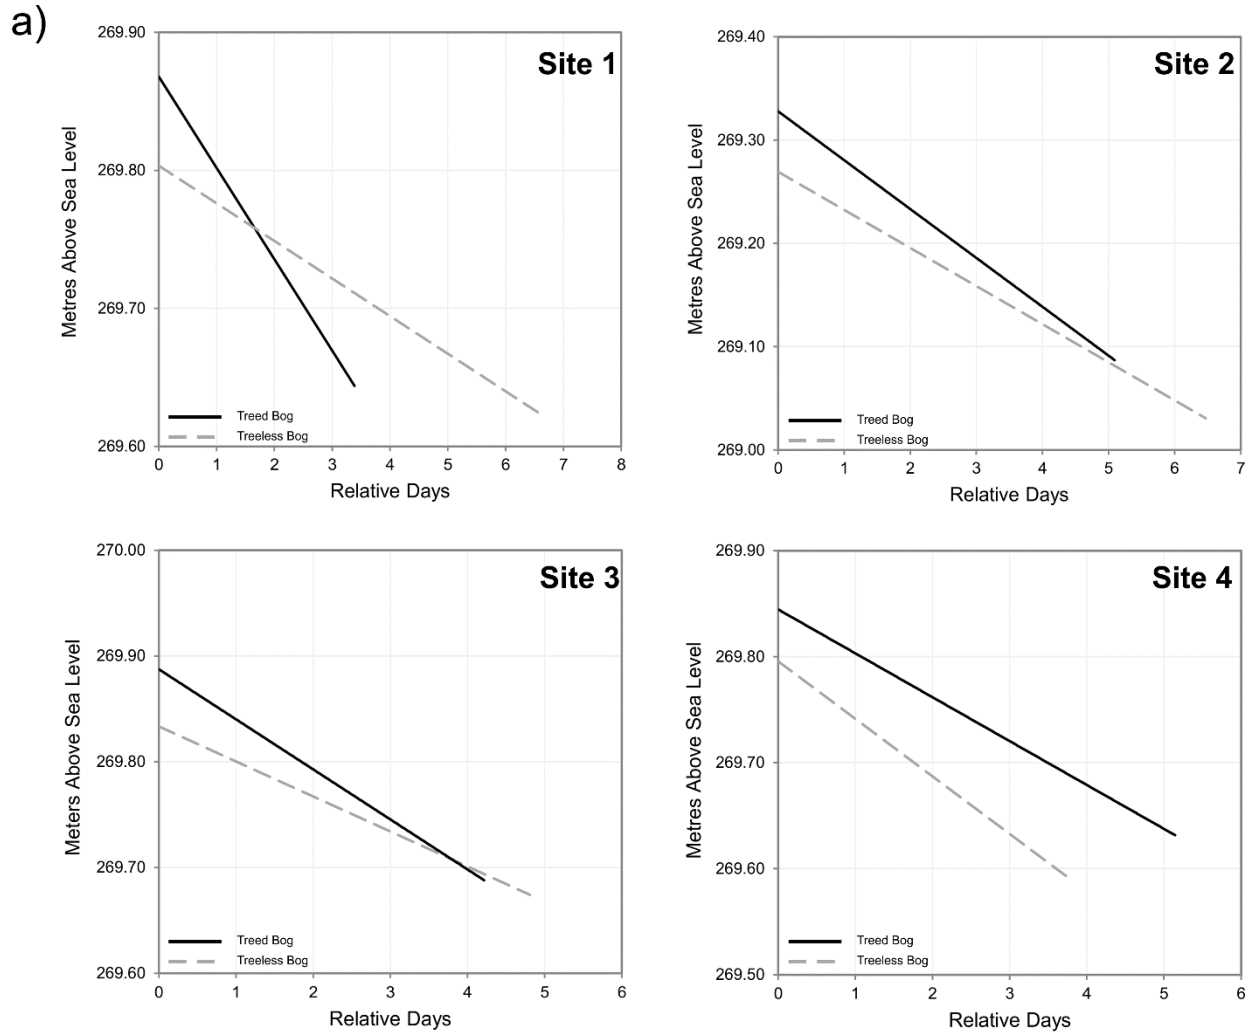 a)
Site 1
Metres Above Sea Level
269.90
269.80
269.70
269.60
Treed Bog
Treeless Bog
0 1 2 3 4 5 6 7 8
Relative Days
Site 2
Metres Above Sea Level
269.40
269.30
269.20
269.10
269.00
Treed Bog
Treeless Bog
0 1 2 3 4 5 6 7
Relative Days
Site 3
Meters Above Sea Level
270.00
269.90
269.80
269.70
269.60
Treed Bog
Treeless Bog
0 1 2 3 4 5 6
Relative Days
Site 4
Metres Above Sea Level
269.90
269.80
269.70
269.60
269.50
Treed Bog
Treeless Bog
0 1 2 3 4 5 6
Relative Days